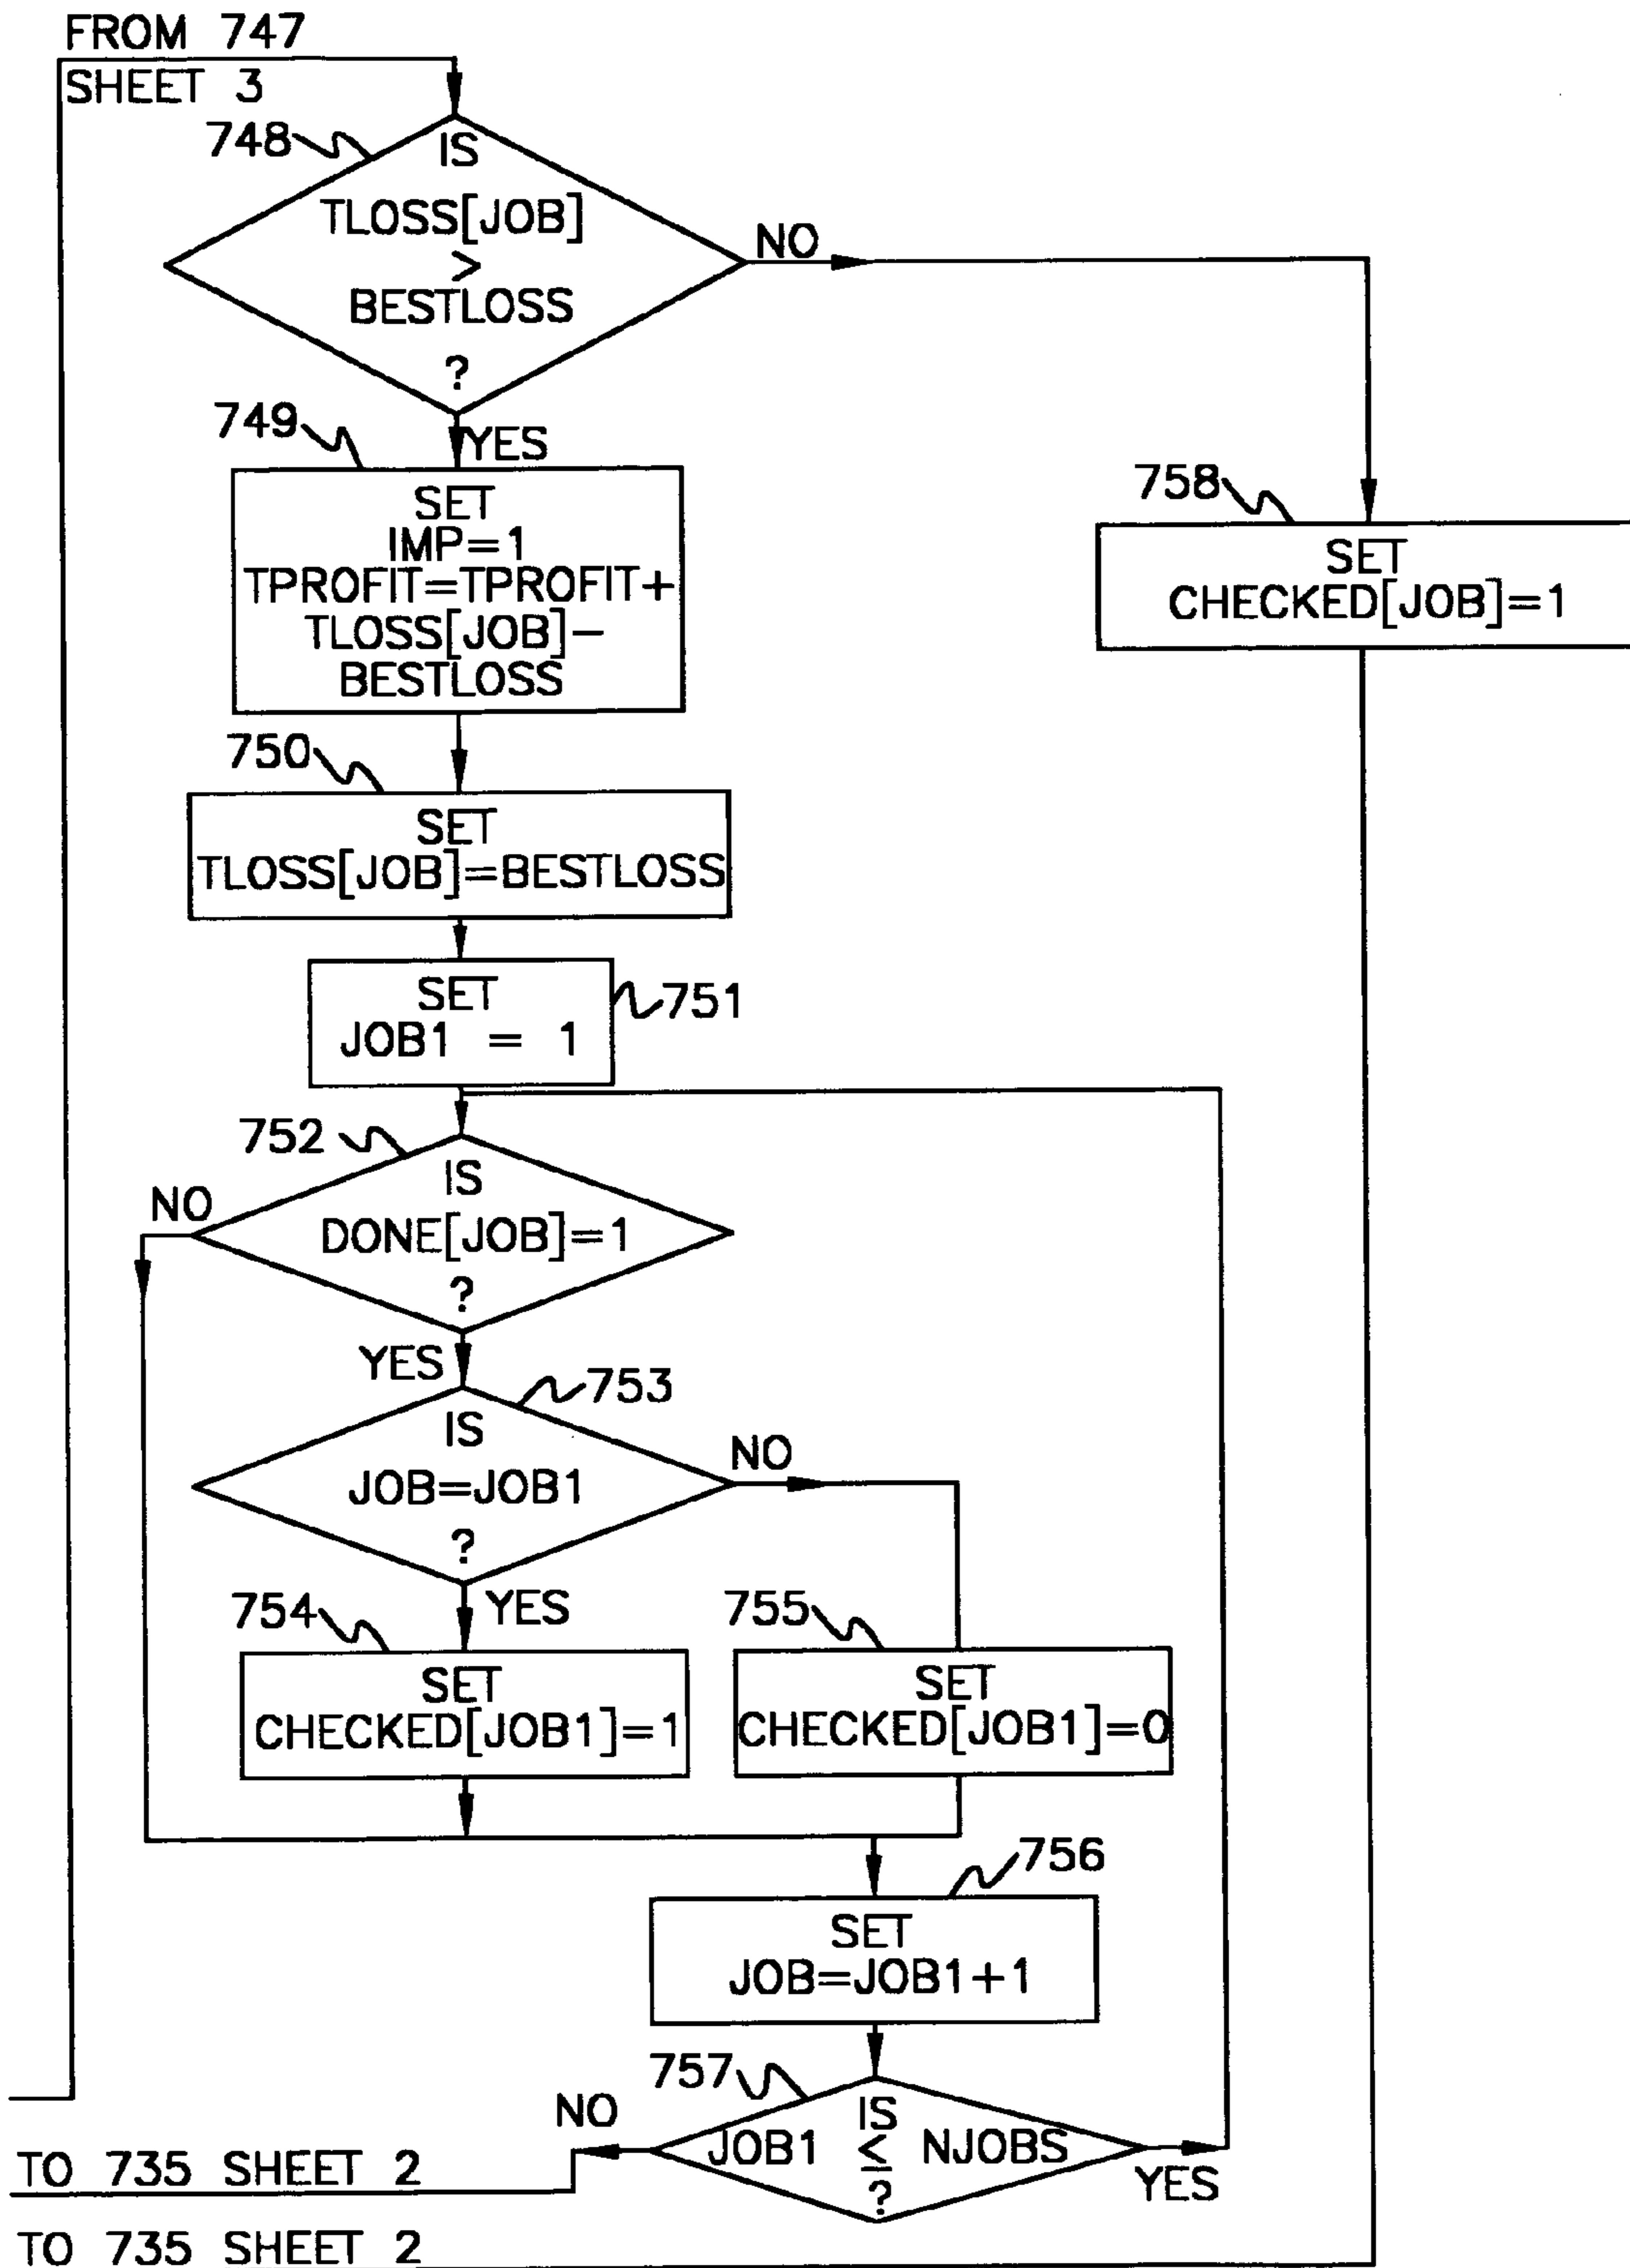 FROM 747
SHEET 3
748
IS
TLOSS[JOB]
>
BESTLOSS
?
NO
YES
749
SET
IMP=1
TPROFIT=TPROFIT+
TLOSS[JOB]-
BESTLOSS
758
SET
CHECKED[JOB]=1
750
SET
TLOSS[JOB]=BESTLOSS
SET
JOB1 = 1
751
752
IS
DONE[JOB]=1
?
NO
YES
753
IS
JOB=JOB1
?
NO
YES
754
SET
CHECKED[JOB1]=1
755
SET
CHECKED[JOB1]=0
756
SET
JOB=JOB1+1
757
IS
JOB1 ≤ NJOBS
?
NO
YES
TO 735 SHEET 2
TO 735 SHEET 2